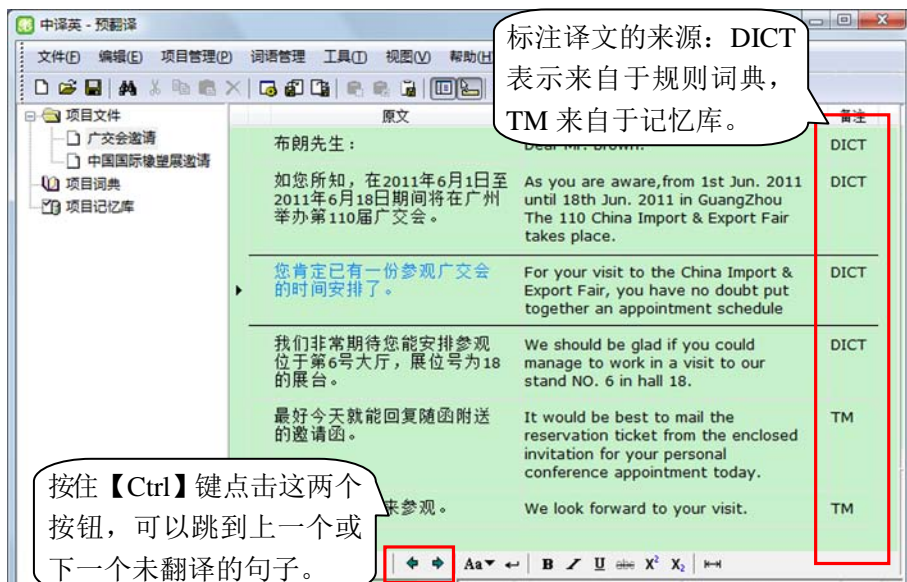 中译英 - 预翻译
文件(F) 编辑(E) 项目管理(P) 词语管理 工具(T) 视图(V) 帮助(H
标注译文的来源：DICT
表示来自于规则词典，
TM 来自于记忆库。
项目文件
广交会邀请
中国国际橡塑展邀请
项目词典
项目记忆库
原文
备注
布朗先生：
Dear Mr. Brown:
DICT
如您所知，在2011年6月1日至
2011年6月18日期间将在广州
举办第110届广交会。
As you are aware,from 1st Jun. 2011
until 18th Jun. 2011 in GuangZhou
The 110 China Import & Export Fair
takes place.
DICT
您肯定已有一份参观广交会
的时间安排了。
For your visit to the China Import &
Export Fair, you have no doubt put
together an appointment schedule
DICT
我们非常期待您能安排参观
位于第6号大厅，展位号为18
的展台。
We should be glad if you could
manage to work in a visit to our
stand NO. 6 in hall 18.
DICT
最好今天就能回复随函附送
的邀请函。
It would be best to mail the
reservation ticket from the enclosed
invitation for your personal
conference appointment today.
TM
来参观。
We look forward to your visit.
TM
按住【Ctrl】键点击这两个
按钮，可以跳到上一个或
下一个未翻译的句子。
Aa B I U abc X² X₂